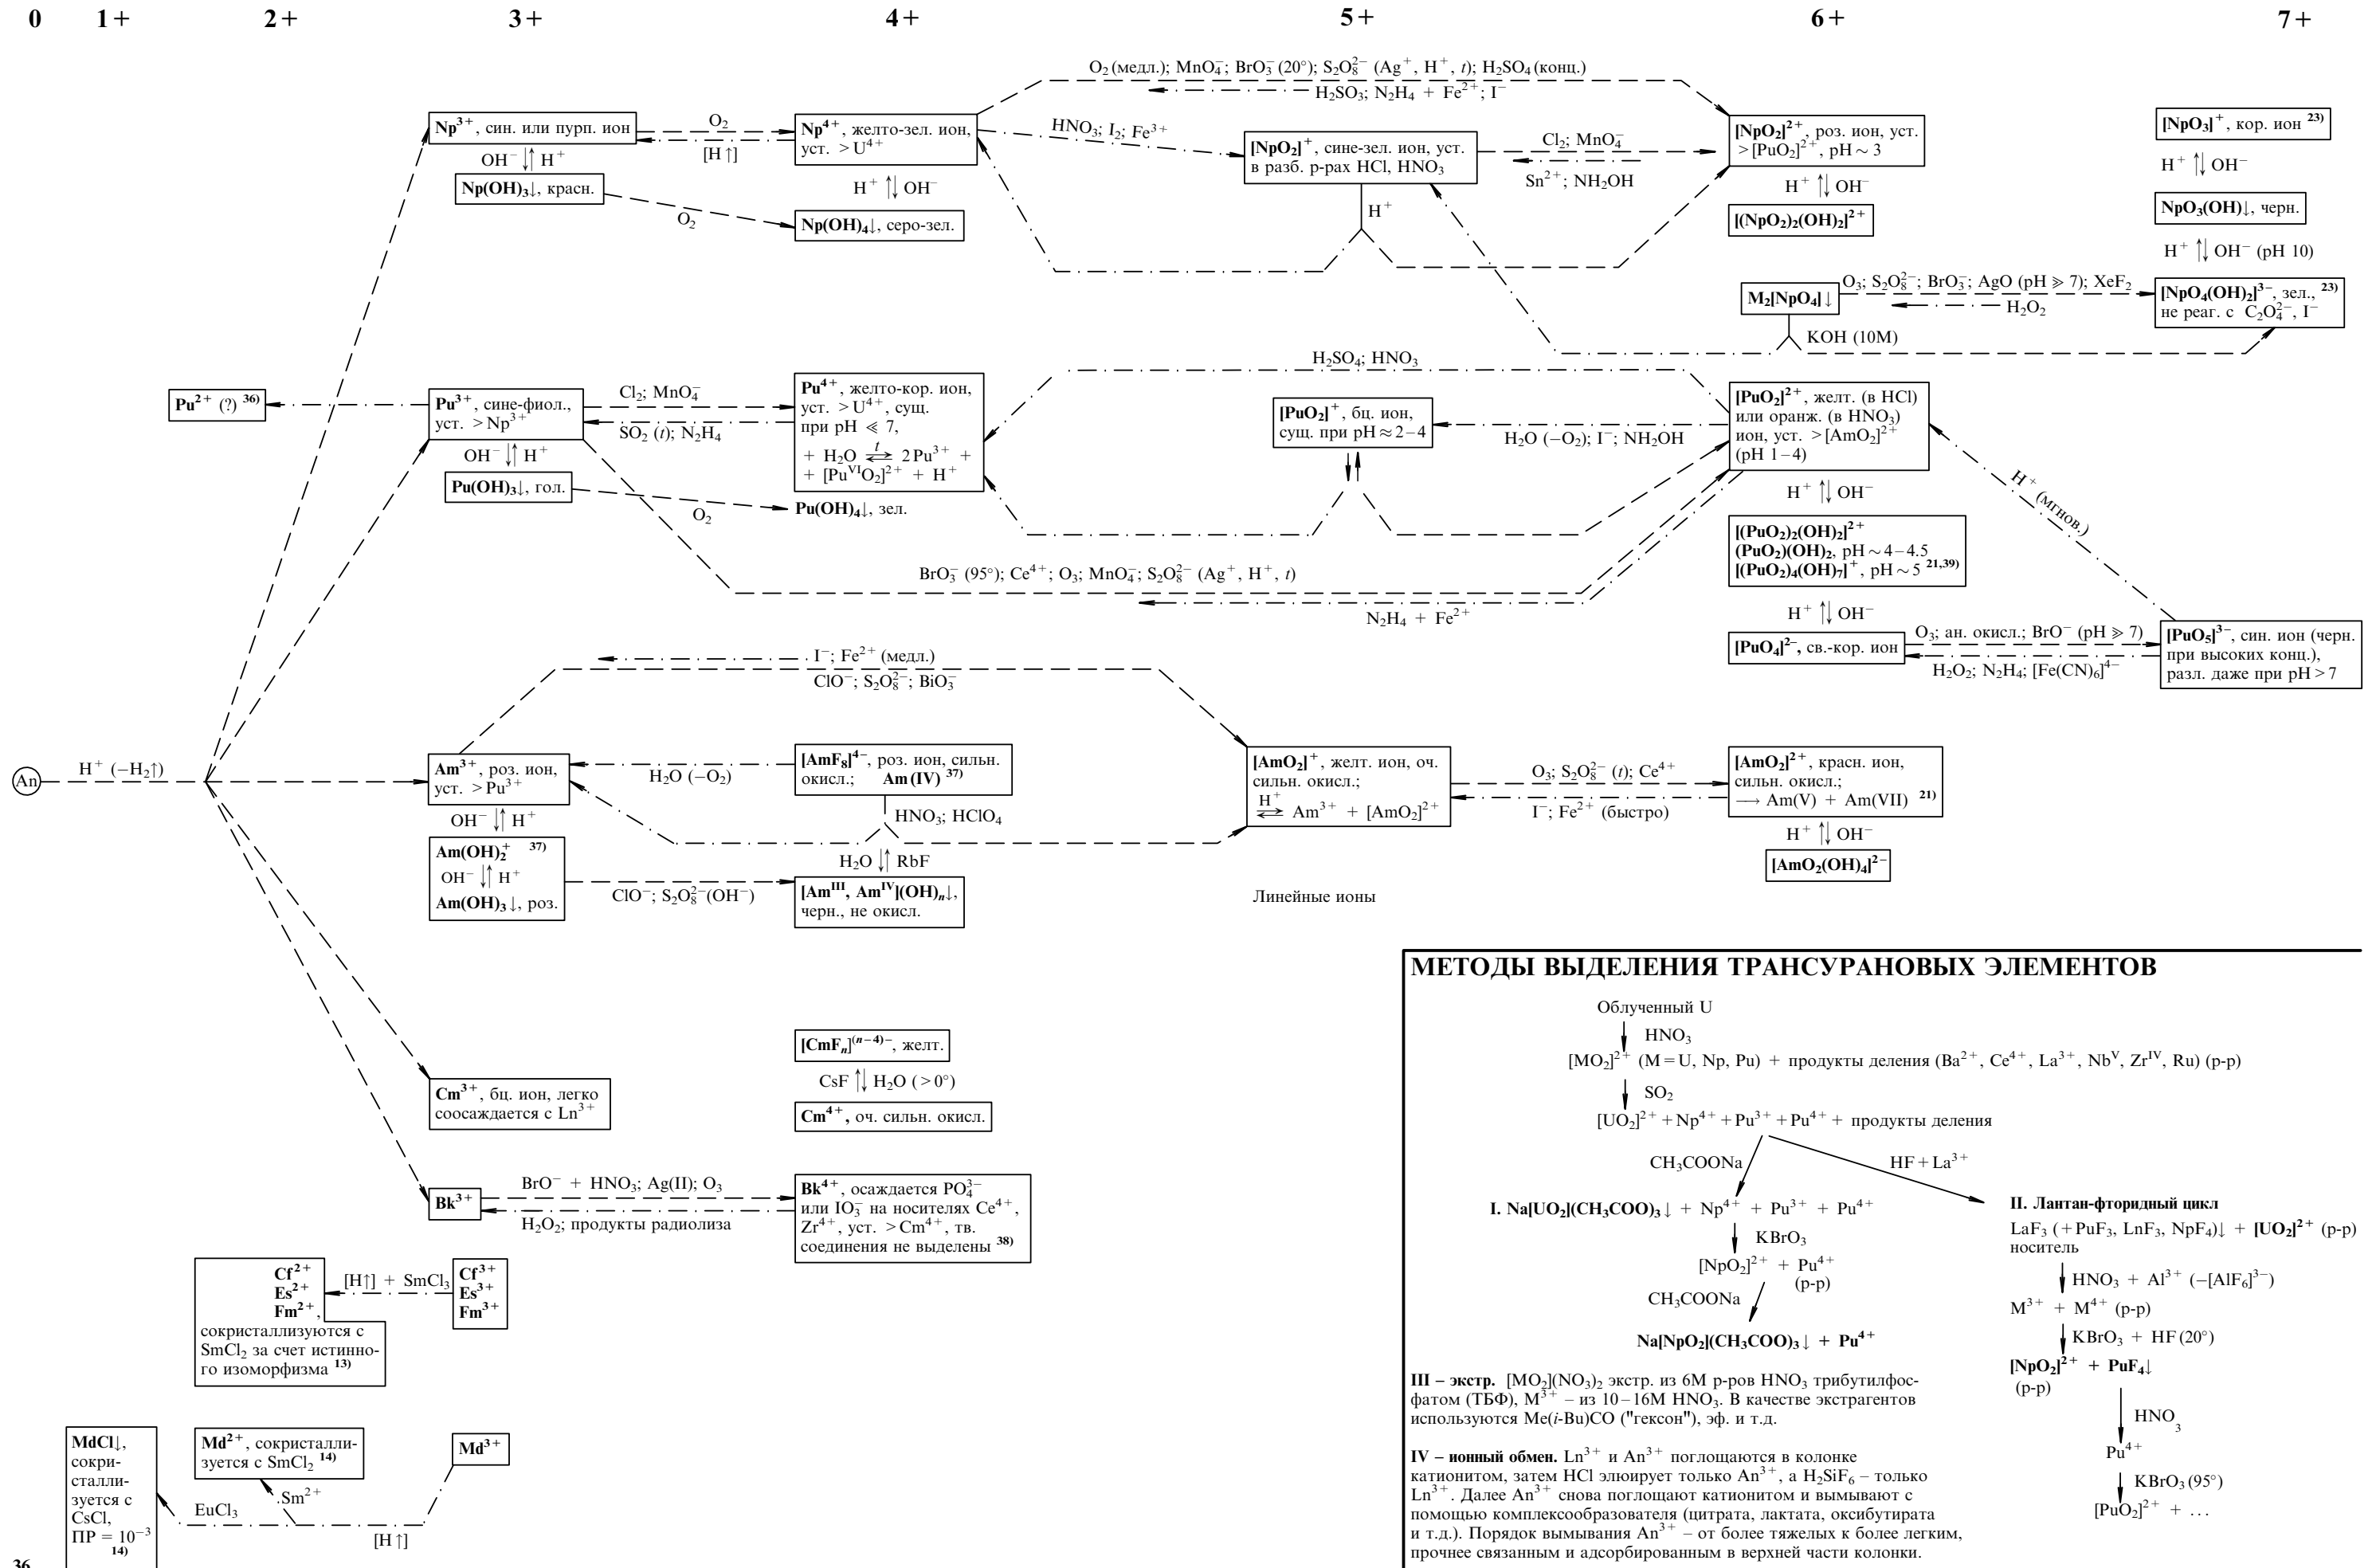 0 1+ 2+ 3+ 4+ 5+ 6+ 7+
O₂ (медл.); MnO₄⁻; BrO₃⁻ (20°); S₂O₈²⁻ (Ag⁺, H⁺, t); H₂SO₄ (конц.)
H₂SO₃; N₂H₄ + Fe²⁺; I⁻
Np³⁺, син. или пурп. ион
O₂
[H↑]
Np⁴⁺, желто-зел. ион,
уст. > U⁴⁺
HNO₃; I₂; Fe³⁺
[NpO₂]⁺, сине-зел. ион, уст.
в разб. р-рах HCl, HNO₃
Cl₂; MnO₄⁻
Sn²⁺; NH₂OH
[NpO₂]²⁺, роз. ион, уст.
> [PuO₂]²⁺, pH ~ 3
[NpO₃]⁺, кор. ион ²³⁾
OH⁻ ↓↑ H⁺
H⁺ ↑↓ OH⁻
H⁺ ↑↓ OH⁻
H⁺ ↑↓ OH⁻
Np(OH)₃↓, красн.
O₂
Np(OH)₄↓, серо-зел.
H⁺
[(NpO₂)₂(OH)₂]²⁺
NpO₃(OH)↓, черн.
H⁺ ↑↓ OH⁻ (pH 10)
M₂[NpO₄]↓
O₃; S₂O₈²⁻; BrO₃⁻; AgO (pH ⩾ 7); XeF₂
H₂O₂
[NpO₄(OH)₂]³⁻, зел., ²³⁾
не реаг. с C₂O₄²⁻, I⁻
KOH (10M)
H₂SO₄; HNO₃
Pu²⁺ (?) ³⁶⁾
Pu³⁺, сине-фиол.,
уст. > Np³⁺
Cl₂; MnO₄⁻
SO₂ (t); N₂H₄
Pu⁴⁺, желто-кор. ион,
уст. > U⁴⁺, сущ.
при pH ≪ 7,
+ H₂O ⇄ (t) 2Pu³⁺ +
+ [PuⱽᴵO₂]²⁺ + H⁺
[PuO₂]⁺, бц. ион,
сущ. при pH ≈ 2–4
H₂O (–O₂); I⁻; NH₂OH
[PuO₂]²⁺, желт. (в HCl)
или оранж. (в HNO₃)
ион, уст. > [AmO₂]²⁺
(pH 1–4)
OH⁻ ↓↑ H⁺
Pu(OH)₃↓, гол.
O₂
Pu(OH)₄↓, зел.
H⁺ ↑↓ OH⁻
H⁺ (мгнов.)
[(PuO₂)₂(OH)₂]²⁺
(PuO₂)(OH)₂, pH ~ 4–4.5
[(PuO₂)₄(OH)₇]⁺, pH ~ 5 ²¹,³⁹⁾
BrO₃⁻ (95°); Ce⁴⁺; O₃; MnO₄⁻; S₂O₈²⁻ (Ag⁺, H⁺, t)
N₂H₄ + Fe²⁺
H⁺ ↑↓ OH⁻
[PuO₄]²⁻, св.-кор. ион
O₃; ан. окисл.; BrO⁻ (pH ⩾ 7)
H₂O₂; N₂H₄; [Fe(CN)₆]⁴⁻
[PuO₅]³⁻, син. ион (черн.
при высоких конц.),
разл. даже при pH > 7
I⁻; Fe²⁺ (медл.)
ClO⁻; S₂O₈²⁻; BiO₃⁻
An
H⁺ (–H₂↑)
Am³⁺, роз. ион,
уст. > Pu³⁺
H₂O (–O₂)
[AmF₈]⁴⁻, роз. ион, сильн.
окисл.; Am (IV) ³⁷⁾
HNO₃; HClO₄
[AmO₂]⁺, желт. ион, оч.
сильн. окисл.;
⇄ (H⁺) Am³⁺ + [AmO₂]²⁺
O₃; S₂O₈²⁻ (t); Ce⁴⁺
I⁻; Fe²⁺ (быстро)
[AmO₂]²⁺, красн. ион,
сильн. окисл.;
⟶ Am(V) + Am(VII) ²¹⁾
OH⁻ ↓↑ H⁺
Am(OH)₂⁺ ³⁷⁾
OH⁻ ↓↑ H⁺
Am(OH)₃↓, роз.
ClO⁻; S₂O₈²⁻(OH⁻)
H₂O ↓↑ RbF
[Amᴵᴵᴵ, Amᴵⱽ](OH)ₙ↓,
черн., не окисл.
H⁺ ↑↓ OH⁻
[AmO₂(OH)₄]²⁻
Линейные ионы
[CmFₙ]⁽ⁿ⁻⁴⁾⁻, желт.
CsF ↑↓ H₂O (> 0°)
Cm⁴⁺, оч. сильн. окисл.
Cm³⁺, бц. ион, легко
соосаждается с Ln³⁺
Bk³⁺
BrO⁻ + HNO₃; Ag(II); O₃
H₂O₂; продукты радиолиза
Bk⁴⁺, осаждается PO₄³⁻
или IO₃⁻ на носителях Ce⁴⁺,
Zr⁴⁺, уст. > Cm⁴⁺, тв.
соединения не выделены ³⁸⁾
Cf²⁺
Es²⁺
Fm²⁺,
сокристаллизуются с
SmCl₂ за счет истинно-
го изоморфизма ¹³⁾
[H↑] + SmCl₃
Cf³⁺
Es³⁺
Fm³⁺
MdCl↓,
сокри-
сталли-
зуется с
CsCl,
ПР = 10⁻³
¹⁴⁾
Md²⁺, сокристалли-
зуется с SmCl₂ ¹⁴⁾
Md³⁺
EuCl₃
Sm²⁺
[H↑]
36
МЕТОДЫ ВЫДЕЛЕНИЯ ТРАНСУРАНОВЫХ ЭЛЕМЕНТОВ
Облученный U
HNO₃
[MO₂]²⁺ (M = U, Np, Pu) + продукты деления (Ba²⁺, Ce⁴⁺, La³⁺, Nbⱽ, Zrᴵⱽ, Ru) (р-р)
SO₂
[UO₂]²⁺ + Np⁴⁺ + Pu³⁺ + Pu⁴⁺ + продукты деления
CH₃COONa
HF + La³⁺
I. Na[UO₂](CH₃COO)₃↓ + Np⁴⁺ + Pu³⁺ + Pu⁴⁺
KBrO₃
[NpO₂]²⁺ + Pu⁴⁺
(р-р)
CH₃COONa
Na[NpO₂](CH₃COO)₃↓ + Pu⁴⁺
II. Лантан-фторидный цикл
LaF₃ (+ PuF₃, LnF₃, NpF₄)↓ + [UO₂]²⁺ (р-р)
носитель
HNO₃ + Al³⁺ (–[AlF₆]³⁻)
M³⁺ + M⁴⁺ (р-р)
KBrO₃ + HF (20°)
[NpO₂]²⁺ + PuF₄↓
(р-р)
HNO₃
Pu⁴⁺
KBrO₃ (95°)
[PuO₂]²⁺ + …
III – экстр. [MO₂](NO₃)₂ экстр. из 6M р-ров HNO₃ трибутилфос-
фатом (ТБФ), M³⁺ – из 10–16M HNO₃. В качестве экстрагентов
используются Me(i-Bu)CO ("гексон"), эф. и т.д.
IV – ионный обмен. Ln³⁺ и An³⁺ поглощаются в колонке
катионитом, затем HCl элюирует только An³⁺, а H₂SiF₆ – только
Ln³⁺. Далее An³⁺ снова поглощают катионитом и вымывают с
помощью комплексообразователя (цитрата, лактата, оксибутирата
и т.д.). Порядок вымывания An³⁺ – от более тяжелых к более легким,
прочнее связанным и адсорбированным в верхней части колонки.